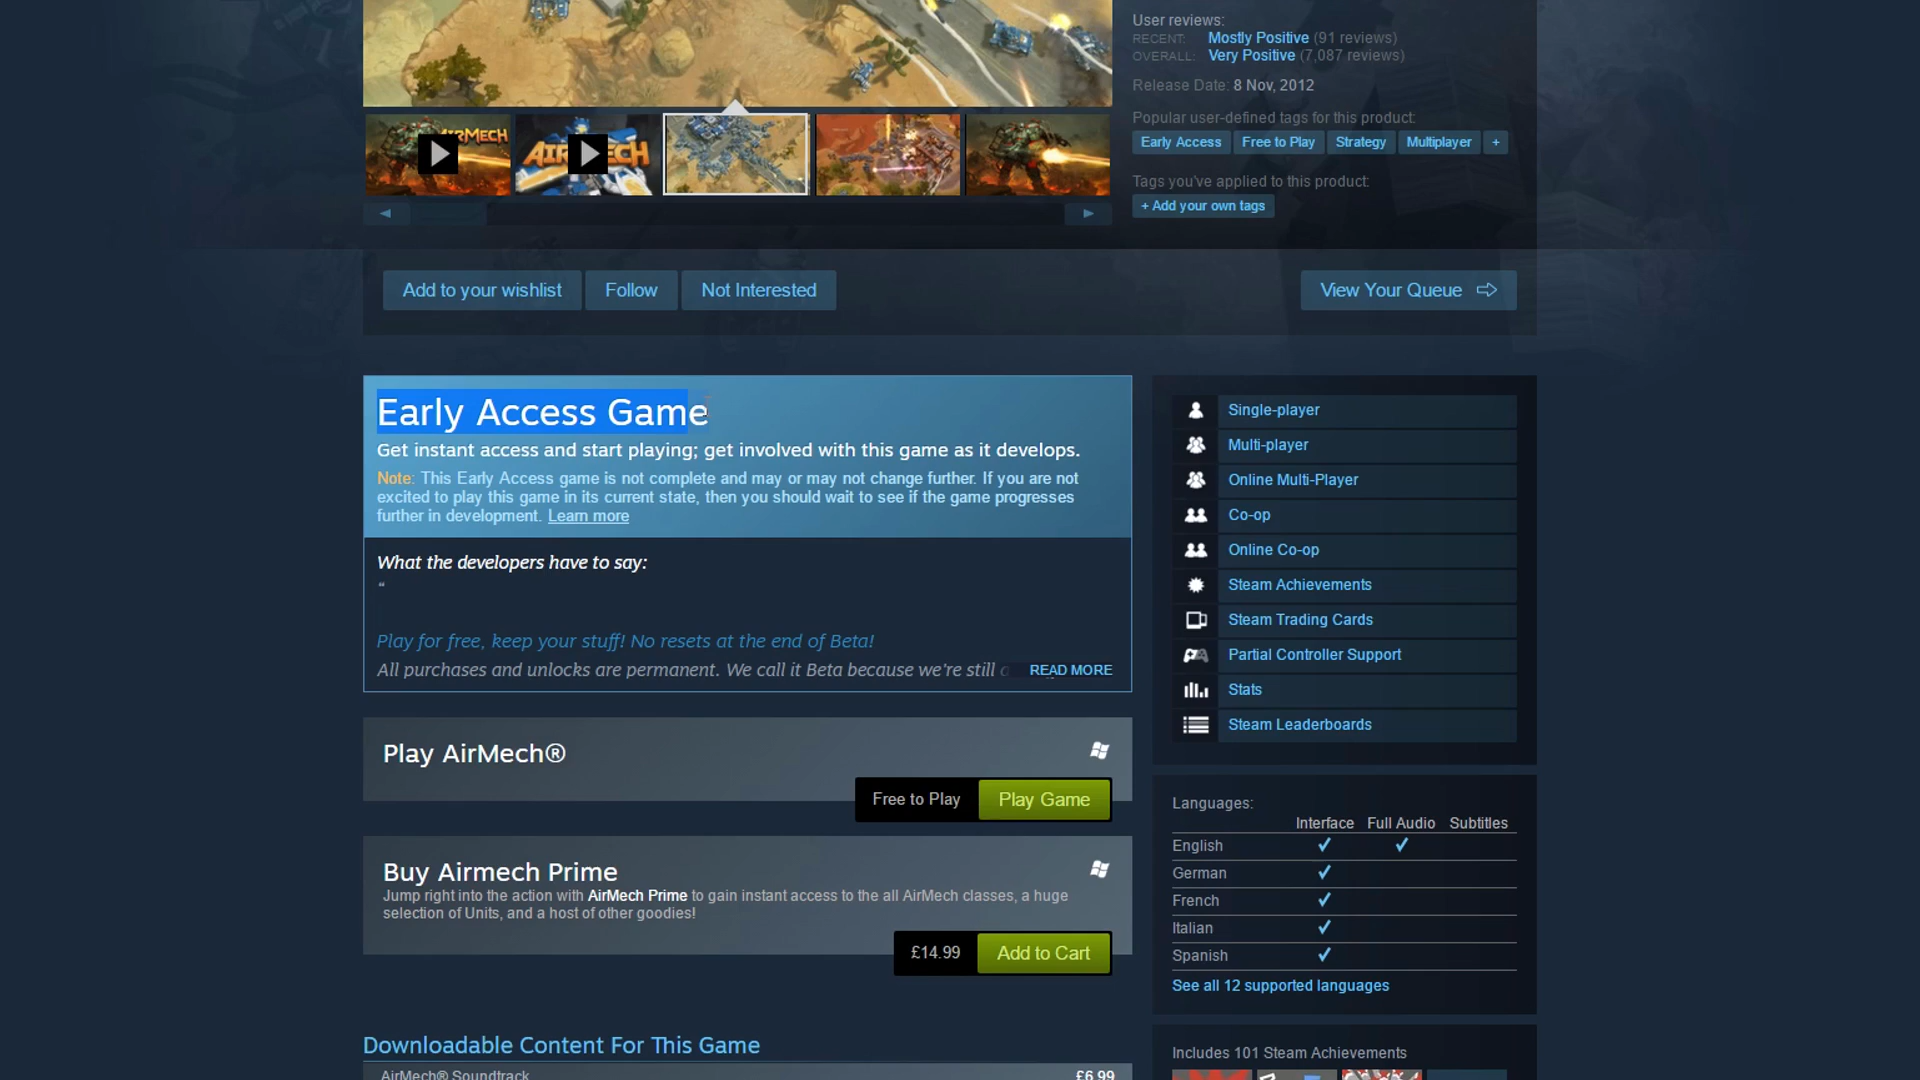 User reviews:
RECENT: Mostly Positive (91 reviews)
OVERALL: Very Positive (7,087 reviews)
Release Date: 8 Nov, 2012
Popular user-defined tags for this product:
Early Access Free to Play Strategy Multiplayer +
Tags you've applied to this product:
+ Add your own tags
AIRMECH
AIRMECH
Add to your wishlist Follow Not Interested View Your Queue
Early Access Game
Get instant access and start playing; get involved with this game as it develops.
Note: This Early Access game is not complete and may or may not change further. If you are not
excited to play this game in its current state, then you should wait to see if the game progresses
further in development. Learn more
What the developers have to say:
“
Play for free, keep your stuff! No resets at the end of Beta!
All purchases and unlocks are permanent. We call it Beta because we're still READ MORE
Play AirMech®
Free to Play Play Game
Buy Airmech Prime
Jump right into the action with AirMech Prime to gain instant access to the all AirMech classes, a huge
selection of Units, and a host of other goodies!
£14.99 Add to Cart
Downloadable Content For This Game
AirMech® Soundtrack £6.99
Single-player
Multi-player
Online Multi-Player
Co-op
Online Co-op
Steam Achievements
Steam Trading Cards
Partial Controller Support
Stats
Steam Leaderboards
Languages:
Interface Full Audio Subtitles
English
German
French
Italian
Spanish
See all 12 supported languages
Includes 101 Steam Achievements